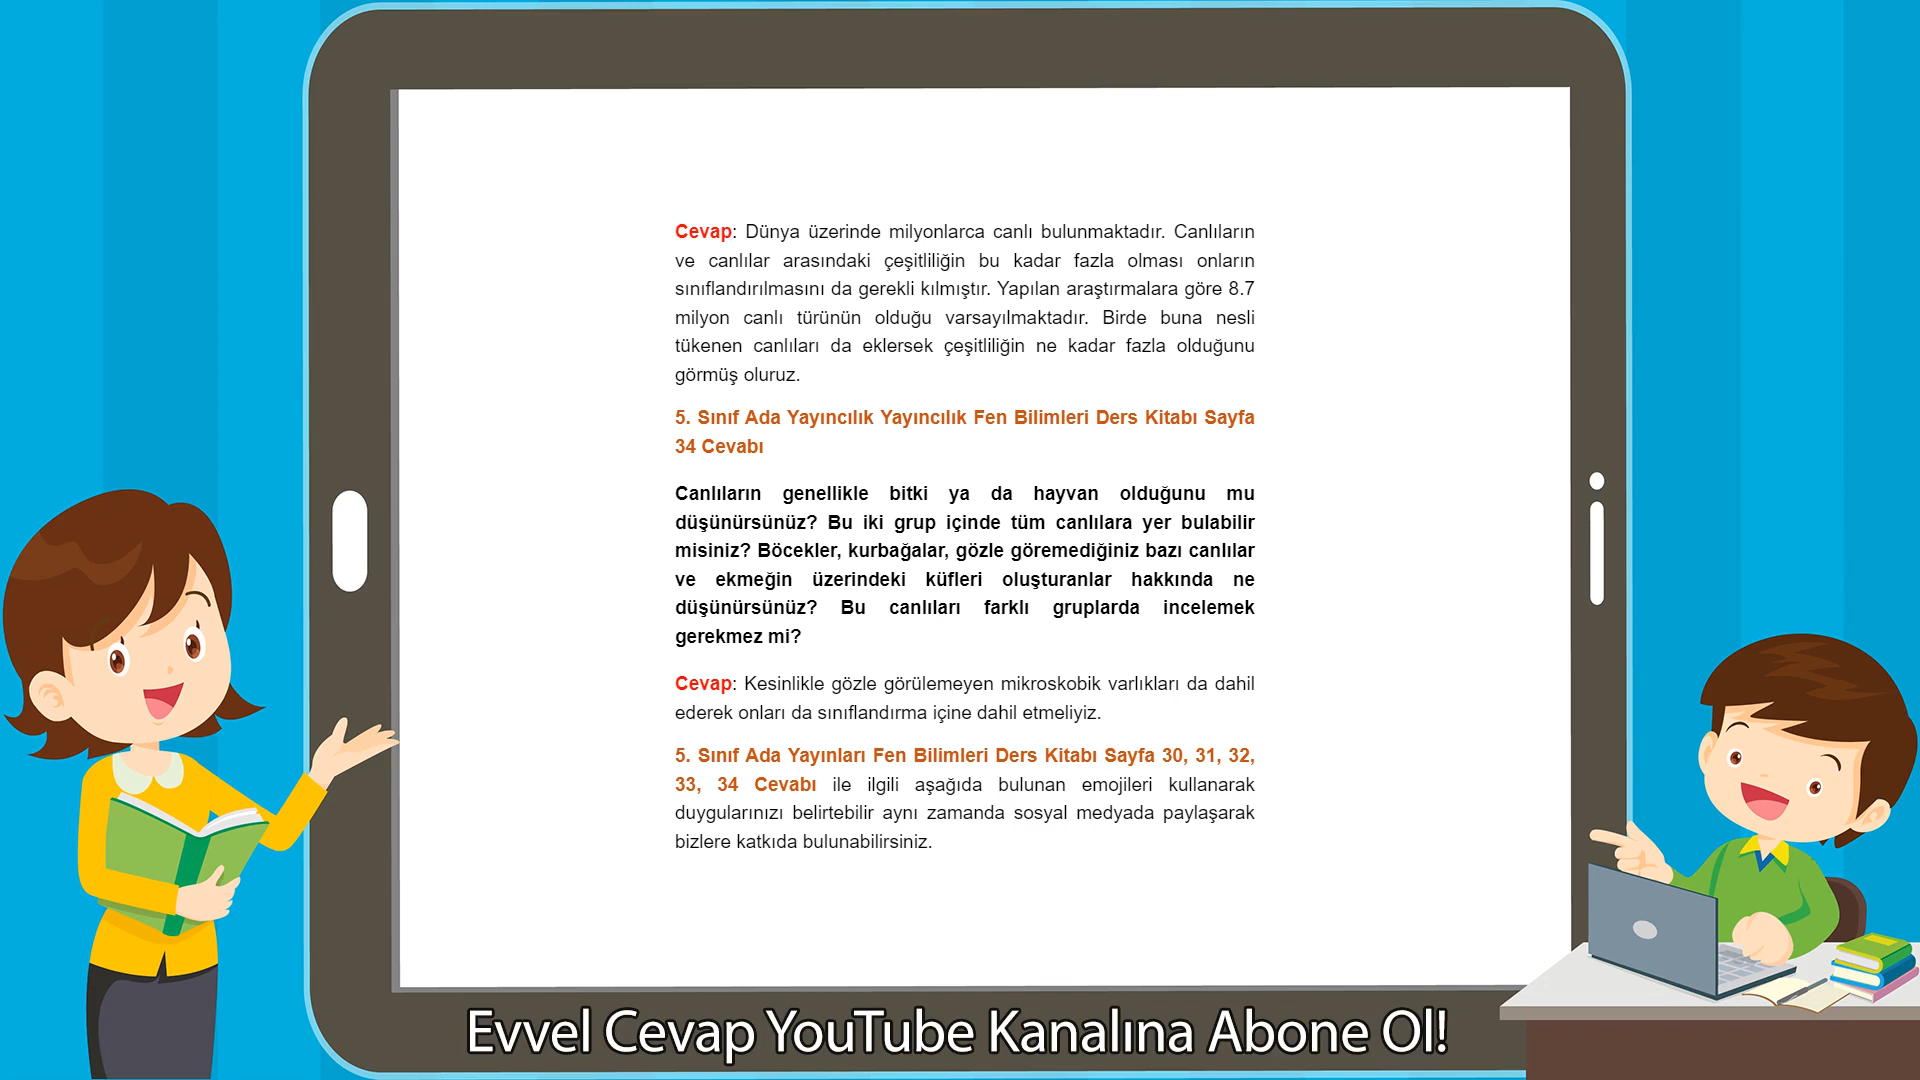 Cevap: Dünya üzerinde milyonlarca canlı bulunmaktadır. Canlıların
ve canlılar arasındaki çeşitliliğin bu kadar fazla olması onların
sınıflandırılmasını da gerekli kılmıştır. Yapılan araştırmalara göre 8.7
milyon canlı türünün olduğu varsayılmaktadır. Birde buna nesli
tükenen canlıları da eklersek çeşitliliğin ne kadar fazla olduğunu
görmüş oluruz.
5. Sınıf Ada Yayıncılık Yayıncılık Fen Bilimleri Ders Kitabı Sayfa
34 Cevabı
Canlıların genellikle bitki ya da hayvan olduğunu mu
düşünürsünüz? Bu iki grup içinde tüm canlılara yer bulabilir
misiniz? Böcekler, kurbağalar, gözle göremediğiniz bazı canlılar
ve ekmeğin üzerindeki küfleri oluşturanlar hakkında ne
düşünürsünüz? Bu canlıları farklı gruplarda incelemek
gerekmez mi?
Cevap: Kesinlikle gözle görülemeyen mikroskobik varlıkları da dahil
ederek onları da sınıflandırma içine dahil etmeliyiz.
5. Sınıf Ada Yayınları Fen Bilimleri Ders Kitabı Sayfa 30, 31, 32,
33, 34 Cevabı ile ilgili aşağıda bulunan emojileri kullanarak
duygularınızı belirtebilir aynı zamanda sosyal medyada paylaşarak
bizlere katkıda bulunabilirsiniz.
Evvel Cevap YouTube Kanalına Abone Ol!